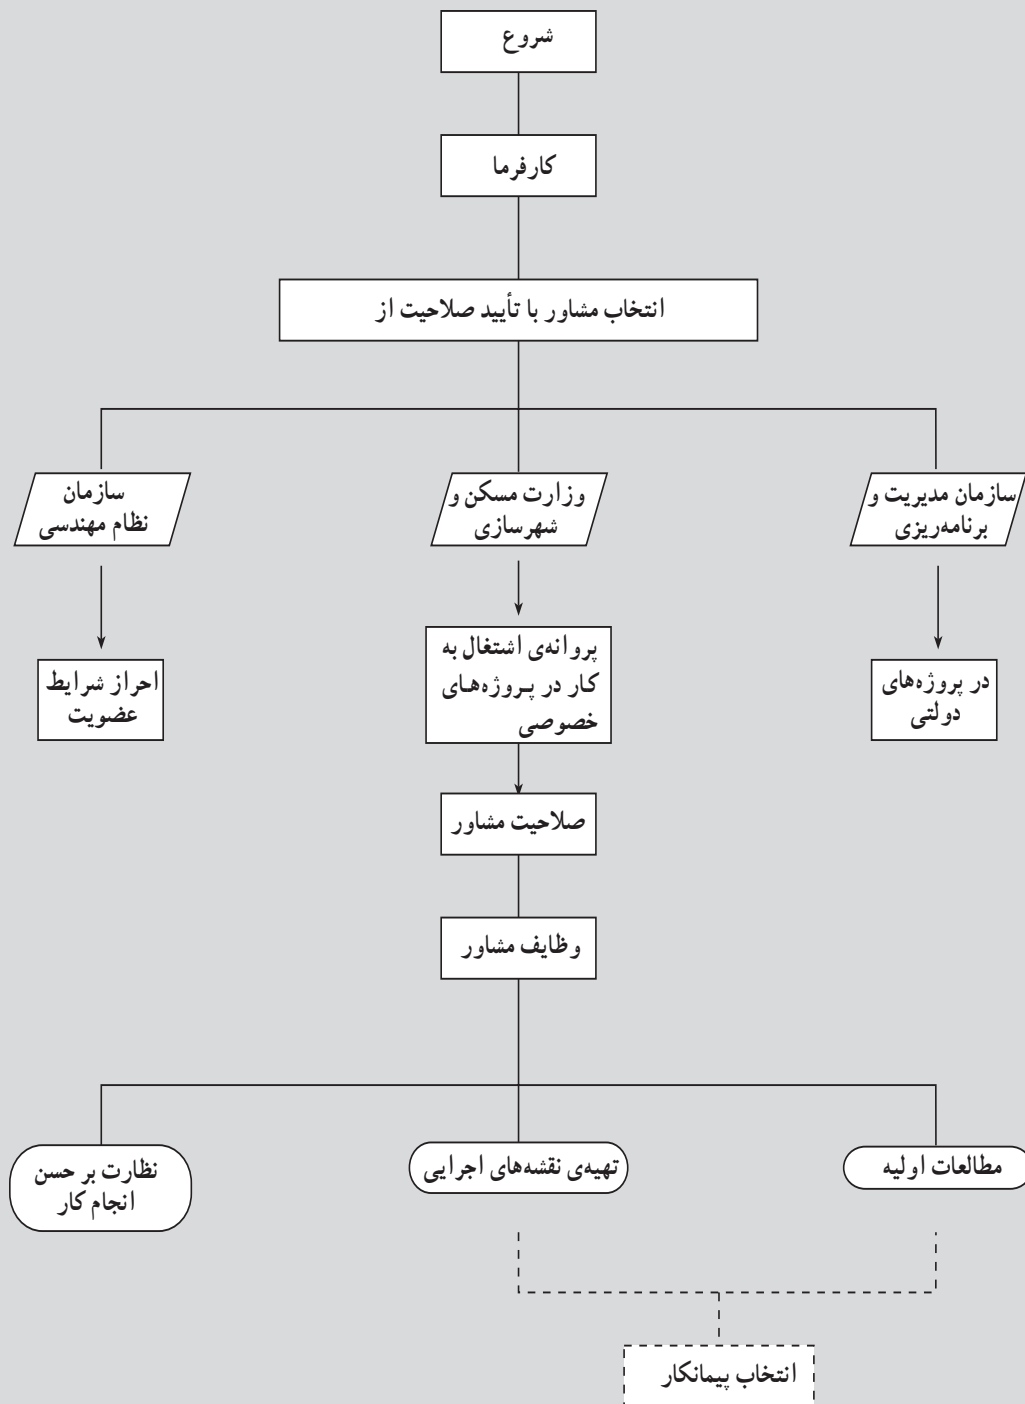 شروع
کارفرما
انتخاب مشاور با تأیید صلاحیت از
سازمان مدیریت و
برنامه‌ریزی
وزارت مسکن و
شهرسازی
سازمان
نظام مهندسی
در پروژه‌های
دولتی
پروانه‌ی اشتغال به
کار در پروژه‌های
خصوصی
احراز شرایط
عضویت
صلاحیت مشاور
وظایف مشاور
مطالعات اولیه
تهیه‌ی نقشه‌های اجرایی
نظارت بر حسن
انجام کار
انتخاب پیمانکار